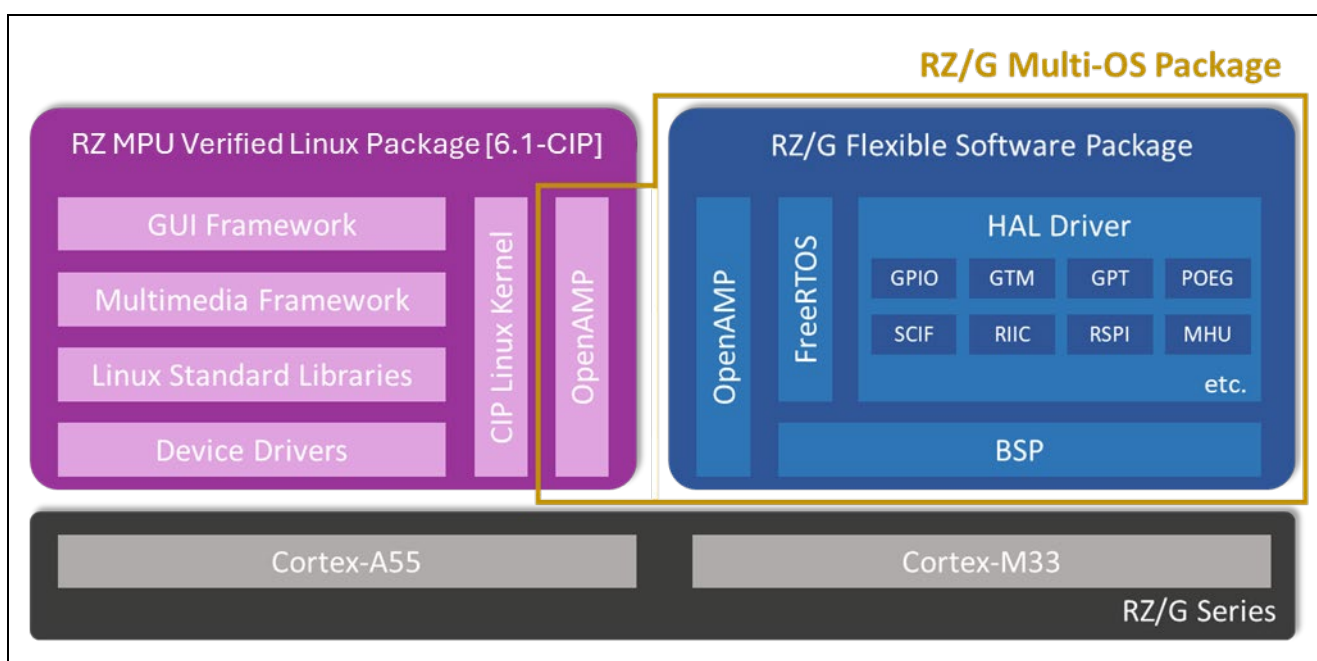 RZ/G Multi-OS Package
RZ MPU Verified Linux Package [6.1-CIP]
GUI Framework
Multimedia Framework
Linux Standard Libraries
Device Drivers
CIP Linux Kernel
OpenAMP
RZ/G Flexible Software Package
OpenAMP
FreeRTOS
HAL Driver
GPIO GTM GPT POEG
SCIF RIIC RSPI MHU
etc.
BSP
Cortex-A55
Cortex-M33
RZ/G Series